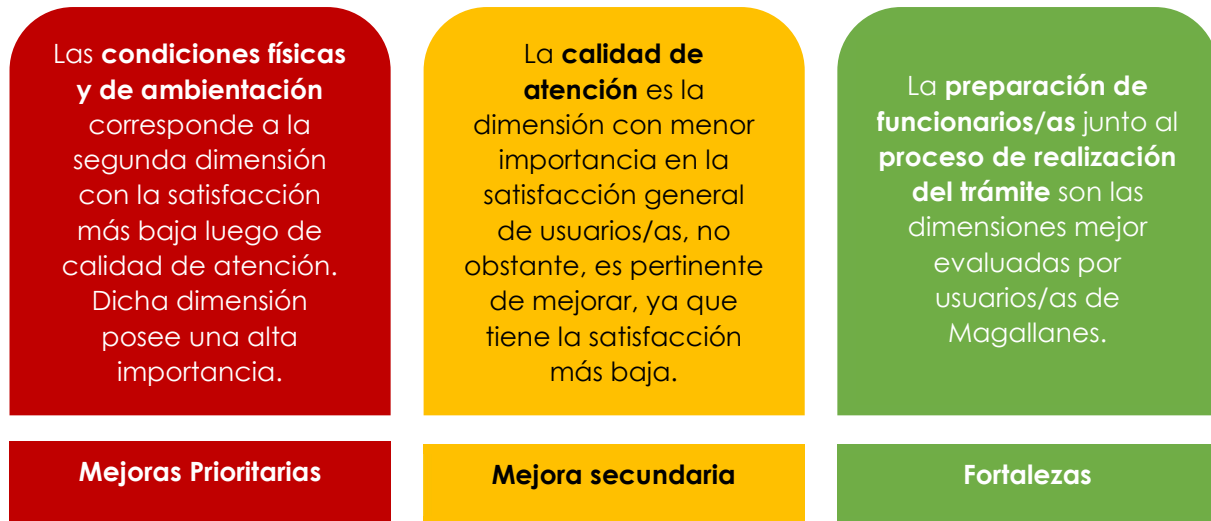 Las condiciones físicas
y de ambientación
corresponde a la
segunda dimensión
con la satisfacción
más baja luego de
calidad de atención.
Dicha dimensión
posee una alta
importancia.
Mejoras Prioritarias
La calidad de
atención es la
dimensión con menor
importancia en la
satisfacción general
de usuarios/as, no
obstante, es pertinente
de mejorar, ya que
tiene la satisfacción
más baja.
Mejora secundaria
La preparación de
funcionarios/as junto al
proceso de realización
del trámite son las
dimensiones mejor
evaluadas por
usuarios/as de
Magallanes.
Fortalezas